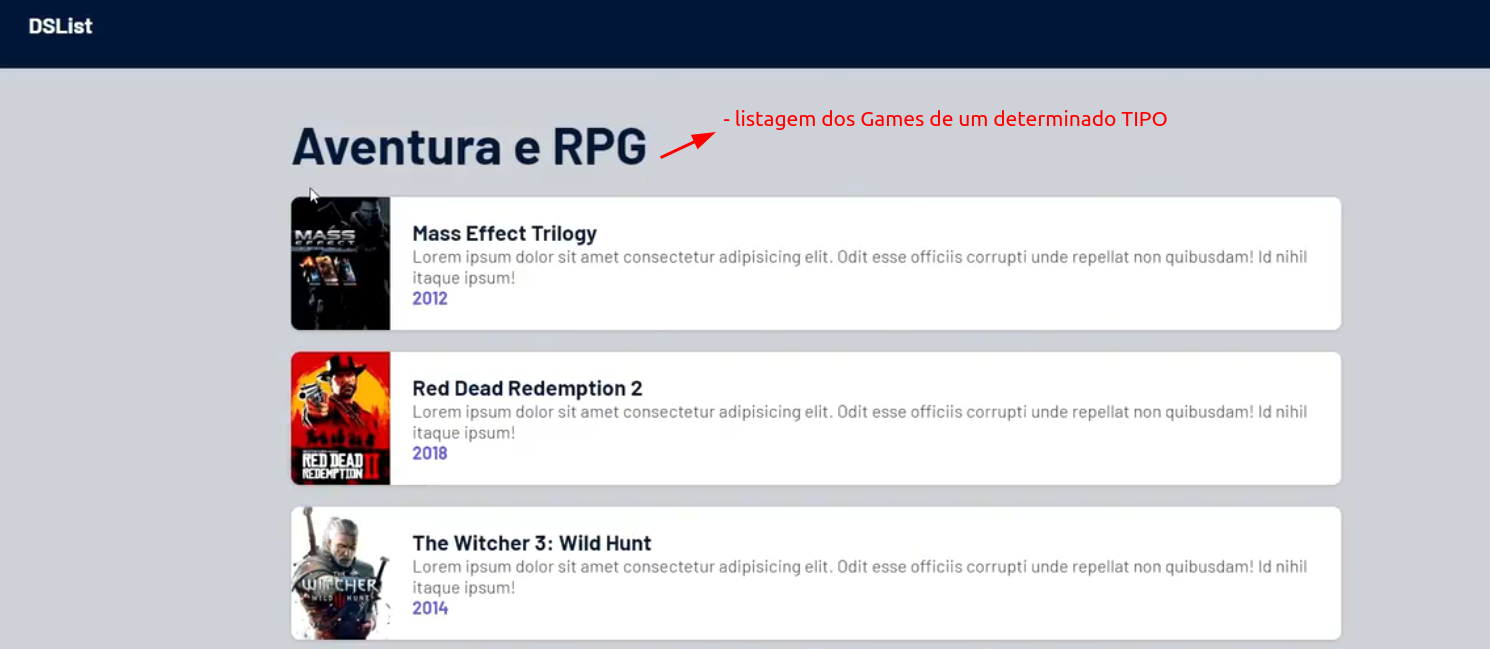 DSList
- listagem dos Games de um determinado TIPO
Aventura e RPG
MASS
EFFECT
Mass Effect Trilogy
Lorem ipsum dolor sit amet consectetur adipisicing elit. Odit esse officiis corrupti unde repellat non quibusdam! Id nihil
itaque ipsum!
2012
RED DEAD
REDEMPTION II
Red Dead Redemption 2
Lorem ipsum dolor sit amet consectetur adipisicing elit. Odit esse officiis corrupti unde repellat non quibusdam! Id nihil
itaque ipsum!
2018
THE
WITCHER
WILD HUNT
The Witcher 3: Wild Hunt
Lorem ipsum dolor sit amet consectetur adipisicing elit. Odit esse officiis corrupti unde repellat non quibusdam! Id nihil
itaque ipsum!
2014